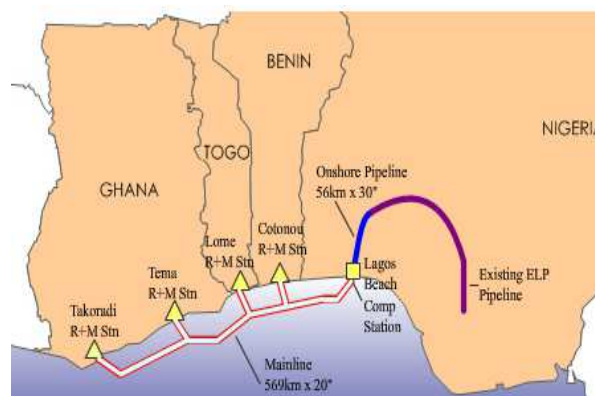 BENIN
NIGERIA
TOGO
GHANA
Onshore Pipeline
56km x 30"
Cotonou
R+M Stn
Lome
R+M Stn
Tema
R+M Stn
Takoradi
R+M Stn
Lagos
Beach
Comp
Station
Existing ELP
Pipeline
Mainline
569km x 20"